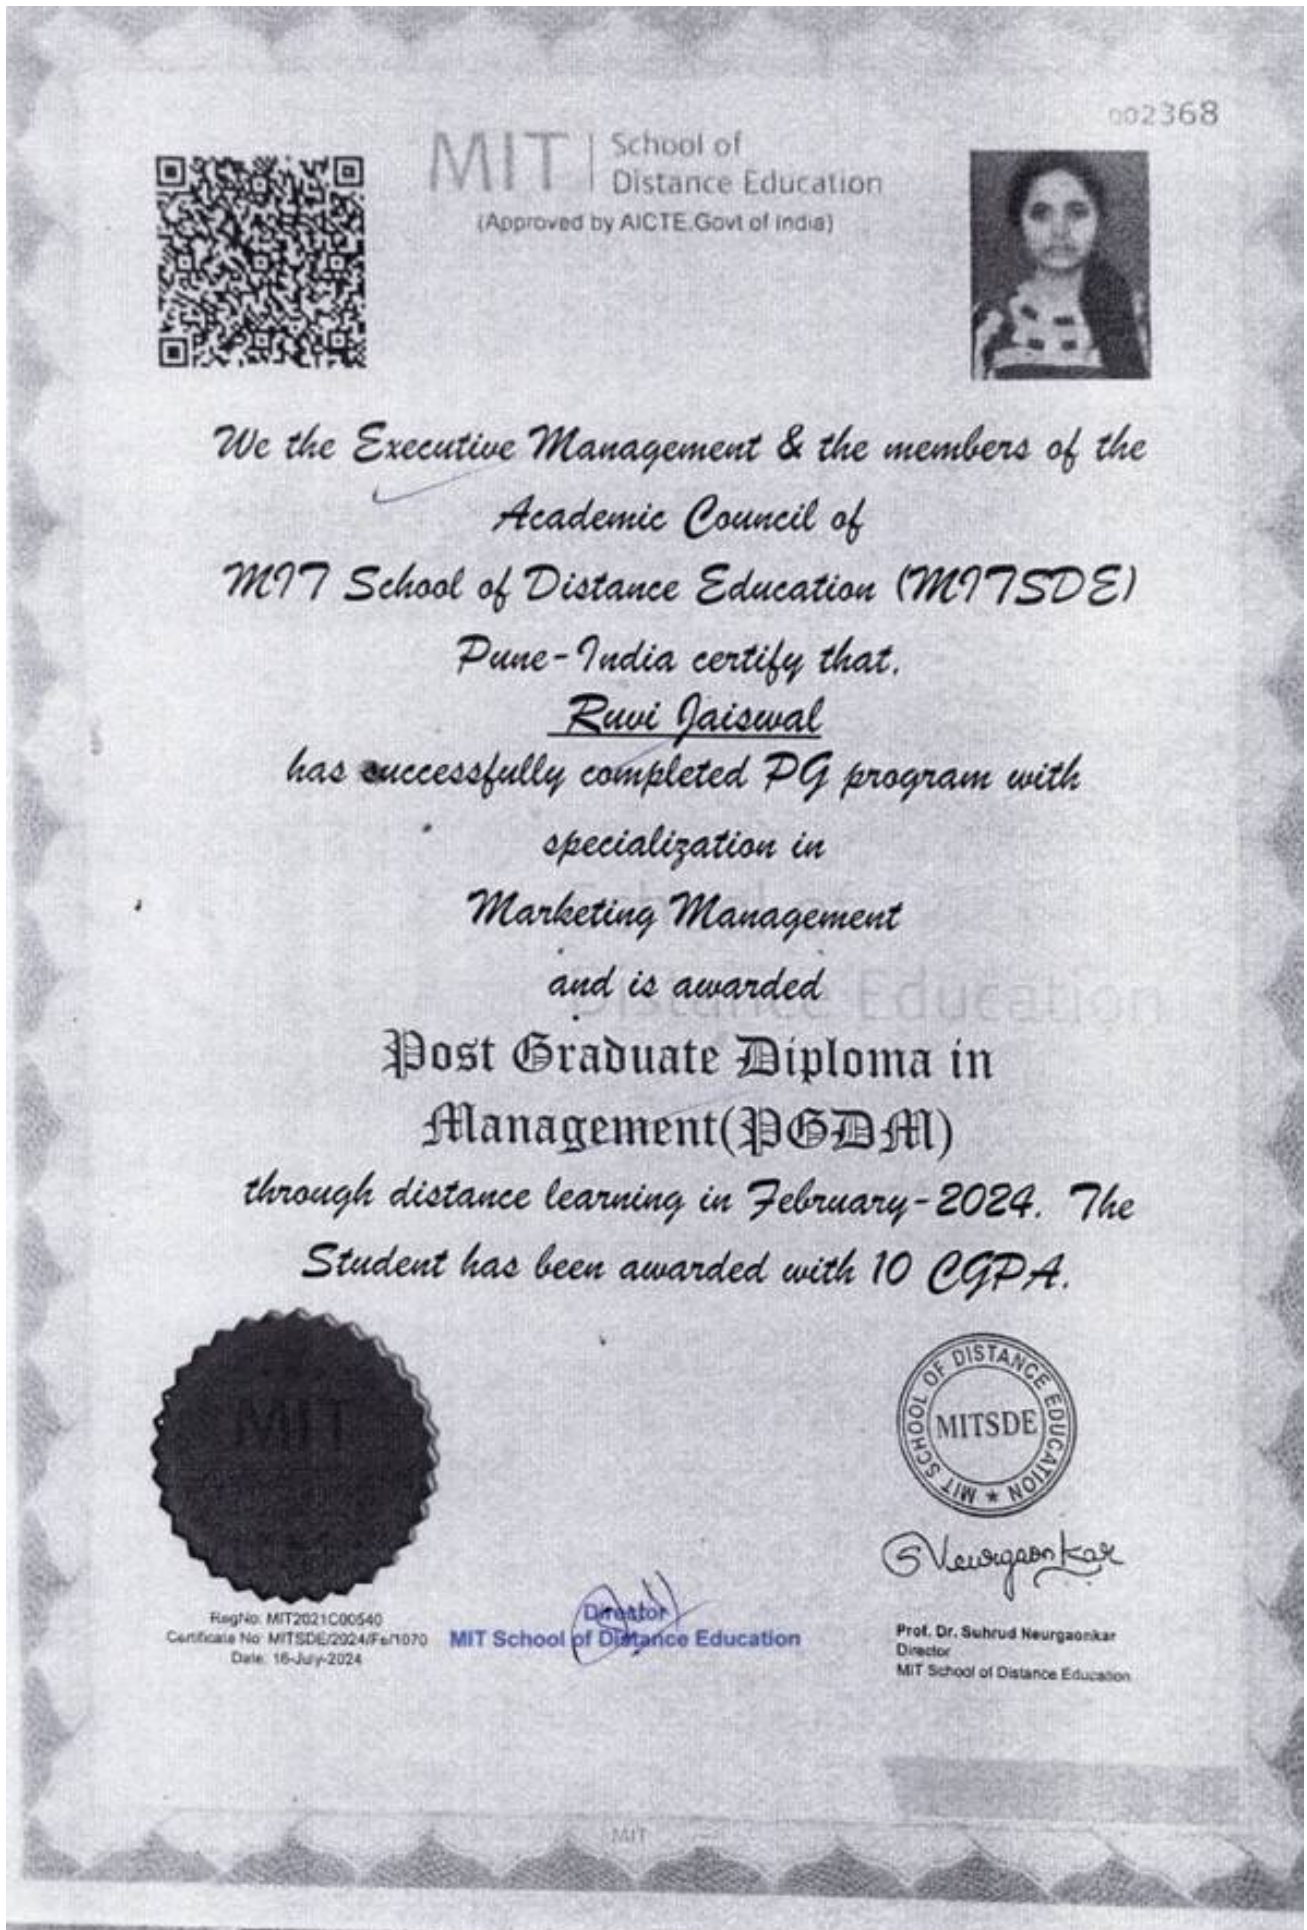 002368
MIT | School of
Distance Education
(Approved by AICTE.Govt of India)
We the Executive Management & the members of the
Academic Council of
MIT School of Distance Education (MITSDE)
Pune-India certify that,
Ruvi Jaiswal
has successfully completed PG program with
specialization in
Marketing Management
and is awarded
Distance Education
Post Graduate Diploma in
Management(PGDM)
through distance learning in February-2024. The
Student has been awarded with 10 CGPA.
MIT
MIT SCHOOL OF DISTANCE EDUCATION
MITSDE
SNeurgaonkar
RegNo: MIT2021C00540
Certificate No: MITSDE/2024/Fe/1070
Date: 16-July-2024
Director
MIT School of Distance Education
Prof. Dr. Suhrud Neurgaonkar
Director
MIT School of Distance Education
MIT